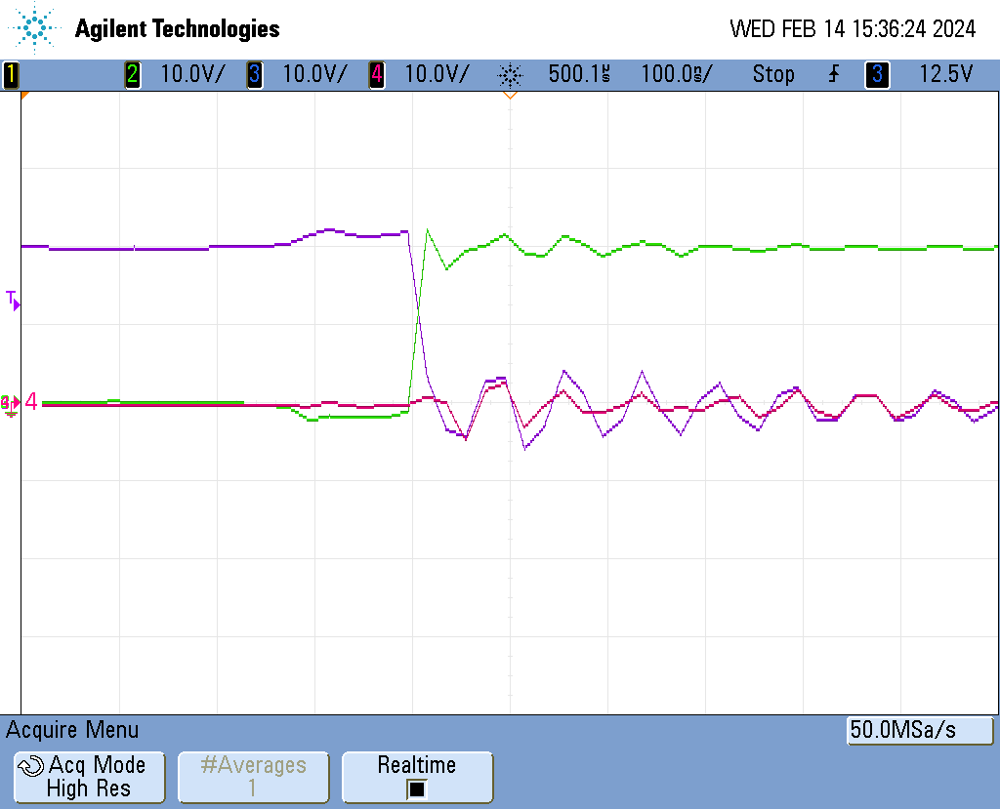 Agilent Technologies
WED FEB 14 15:36:24 2024
1 2 10.0V/ 3 10.0V/ 4 10.0V/ 500.1µs 100.0ns/ Stop 3 12.5V
T
4
Acquire Menu
50.0MSa/s
Acq Mode
High Res
#Averages
1
Realtime